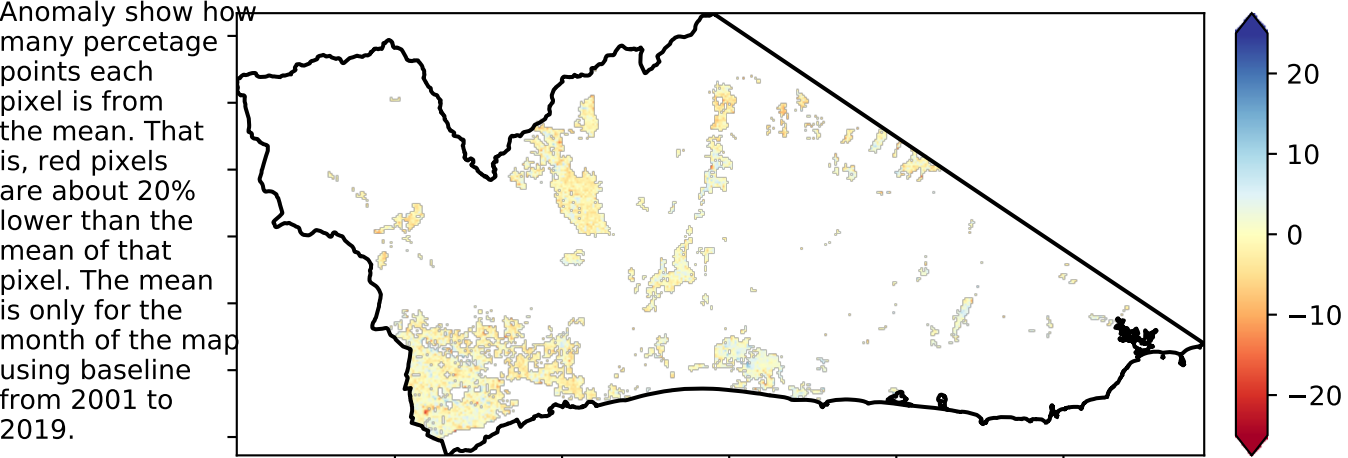 Anomaly show how
many percetage
points each
pixel is from
the mean. That
is, red pixels
are about 20%
lower than the
mean of that
pixel. The mean
is only for the
month of the map
using baseline
from 2001 to
2019.
20
10
0
−10
−20